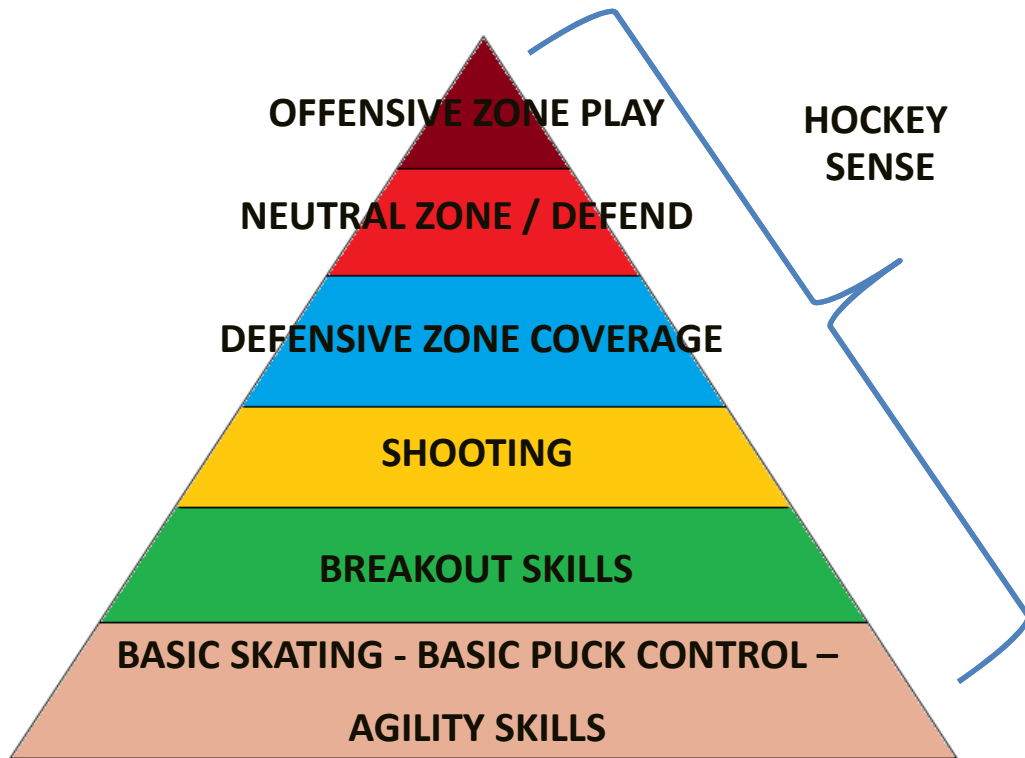 OFFENSIVE ZONE PLAY
HOCKEY
SENSE
NEUTRAL ZONE / DEFEND
DEFENSIVE ZONE COVERAGE
SHOOTING
BREAKOUT SKILLS
BASIC SKATING - BASIC PUCK CONTROL –
AGILITY SKILLS